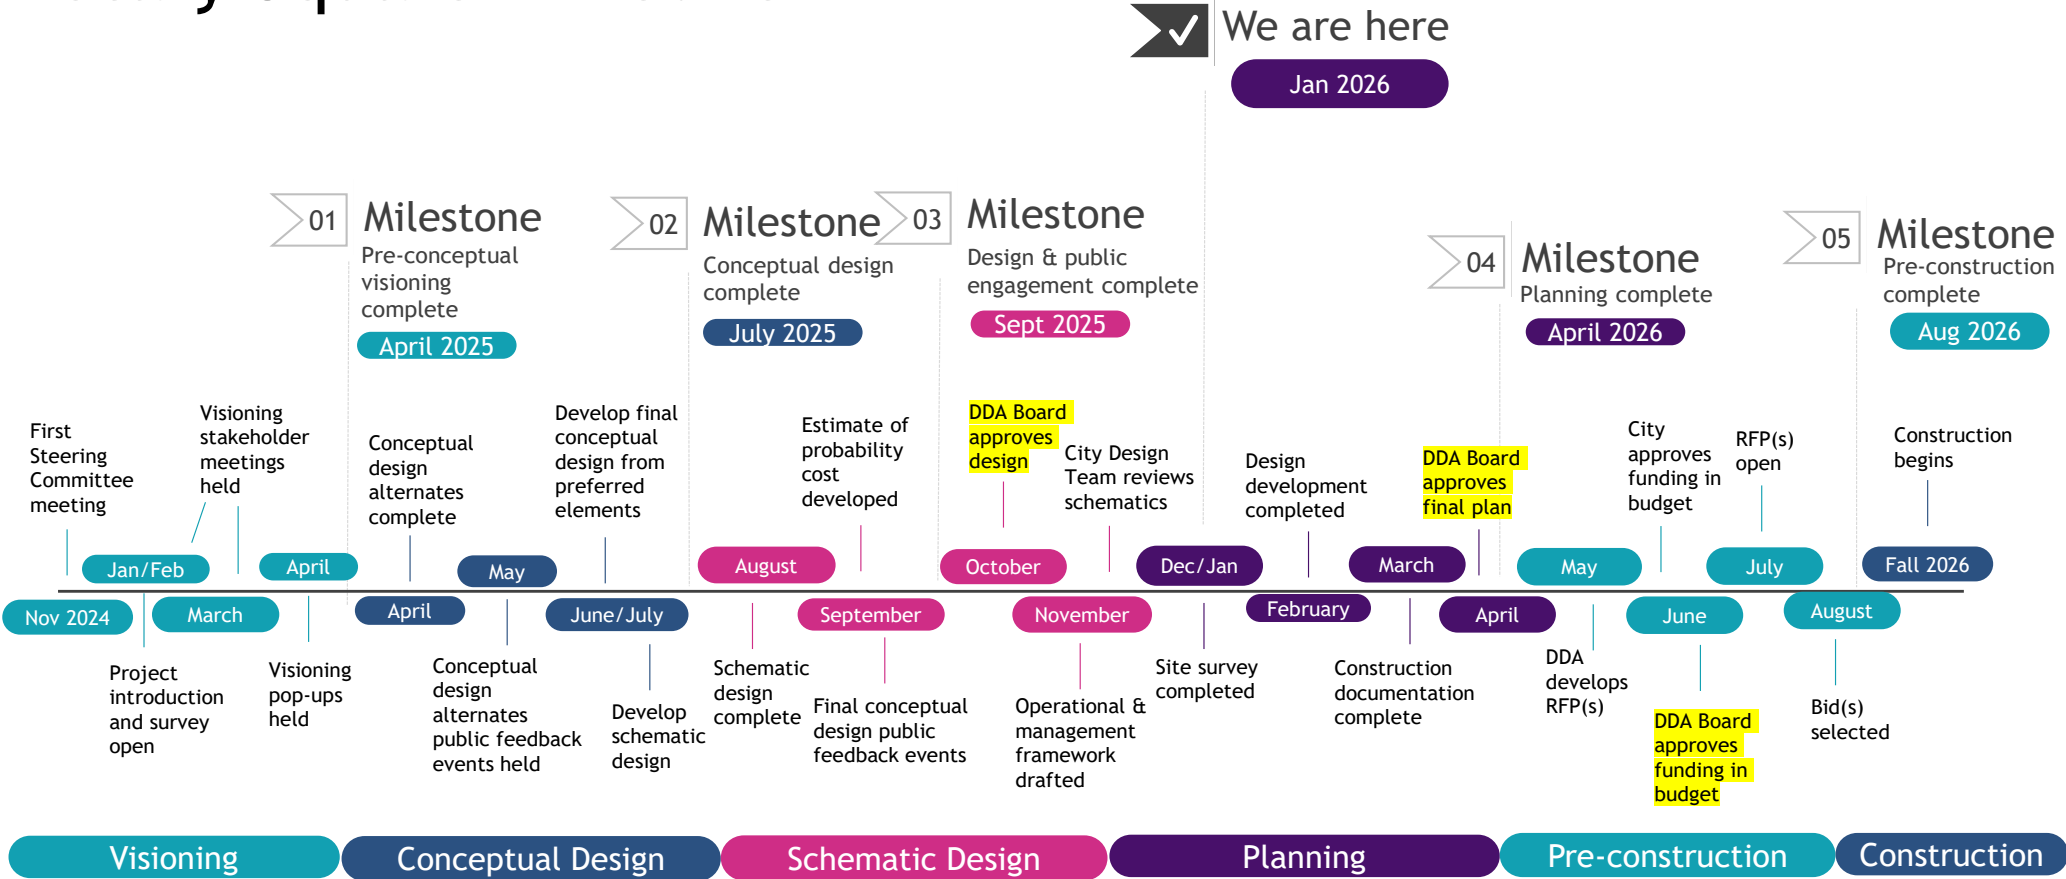 We are here
Jan 2026
01
Milestone
Pre-conceptual
visioning
complete
April 2025
02
Milestone
Conceptual design
complete
July 2025
03
Milestone
Design & public
engagement complete
Sept 2025
04
Milestone
Planning complete
April 2026
05
Milestone
Pre-construction
complete
Aug 2026
First
Steering
Committee
meeting
Visioning
stakeholder
meetings
held
Conceptual
design
alternates
complete
Develop final
conceptual
design from
preferred
elements
Estimate of
probability
cost
developed
DDA Board
approves
design
City Design
Team reviews
schematics
Design
development
completed
DDA Board
approves
final plan
City
approves
funding in
budget
RFP(s)
open
Construction
begins
Jan/Feb
April
May
August
October
Dec/Jan
March
May
July
Fall 2026
Nov 2024
March
April
June/July
September
November
February
April
June
August
Project
introduction
and survey
open
Visioning
pop-ups
held
Conceptual
design
alternates
public feedback
events held
Develop
schematic
design
Schematic
design
complete
Final conceptual
design public
feedback events
Operational &
management
framework
drafted
Site survey
completed
Construction
documentation
complete
DDA
develops
RFP(s)
DDA Board
approves
funding in
budget
Bid(s)
selected
Visioning
Conceptual Design
Schematic Design
Planning
Pre-construction
Construction